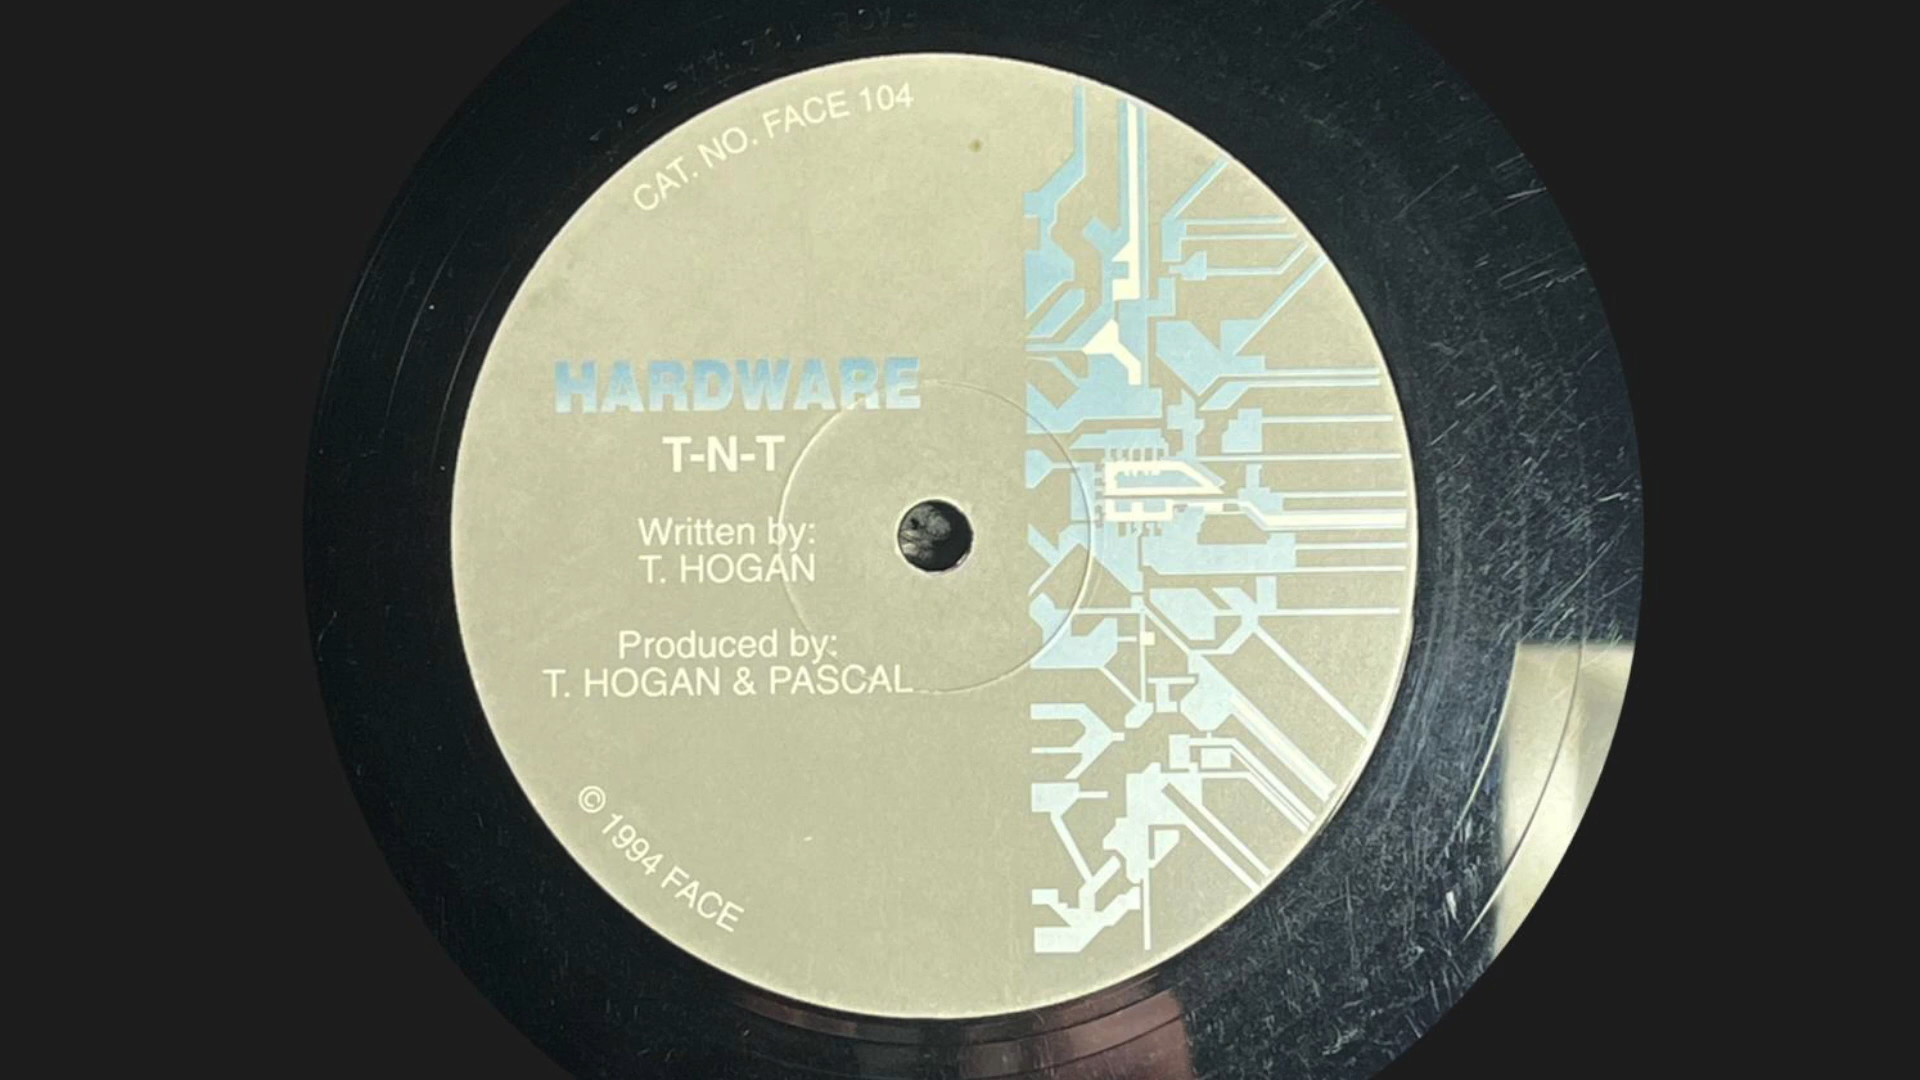 CAT. NO. FACE 104
HARDWARE
T-N-T
Written by:
T. HOGAN
Produced by:
T. HOGAN & PASCAL
© 1994 FACE